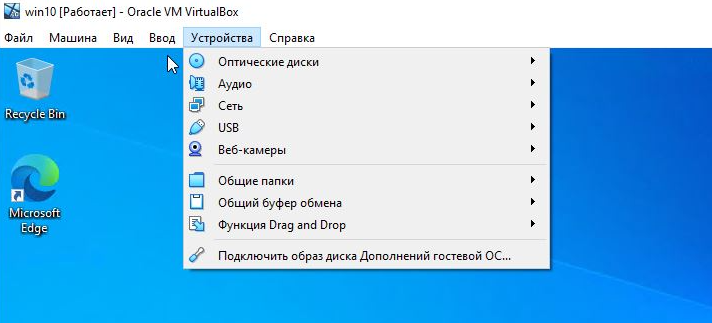 win10 [Работает] - Oracle VM VirtualBox
Файл Машина Вид Ввод Устройства Справка
Оптические диски
Аудио
Сеть
USB
Веб-камеры
Общие папки
Общий буфер обмена
Функция Drag and Drop
Подключить образ диска Дополнений гостевой ОС...
Recycle Bin
Microsoft
Edge